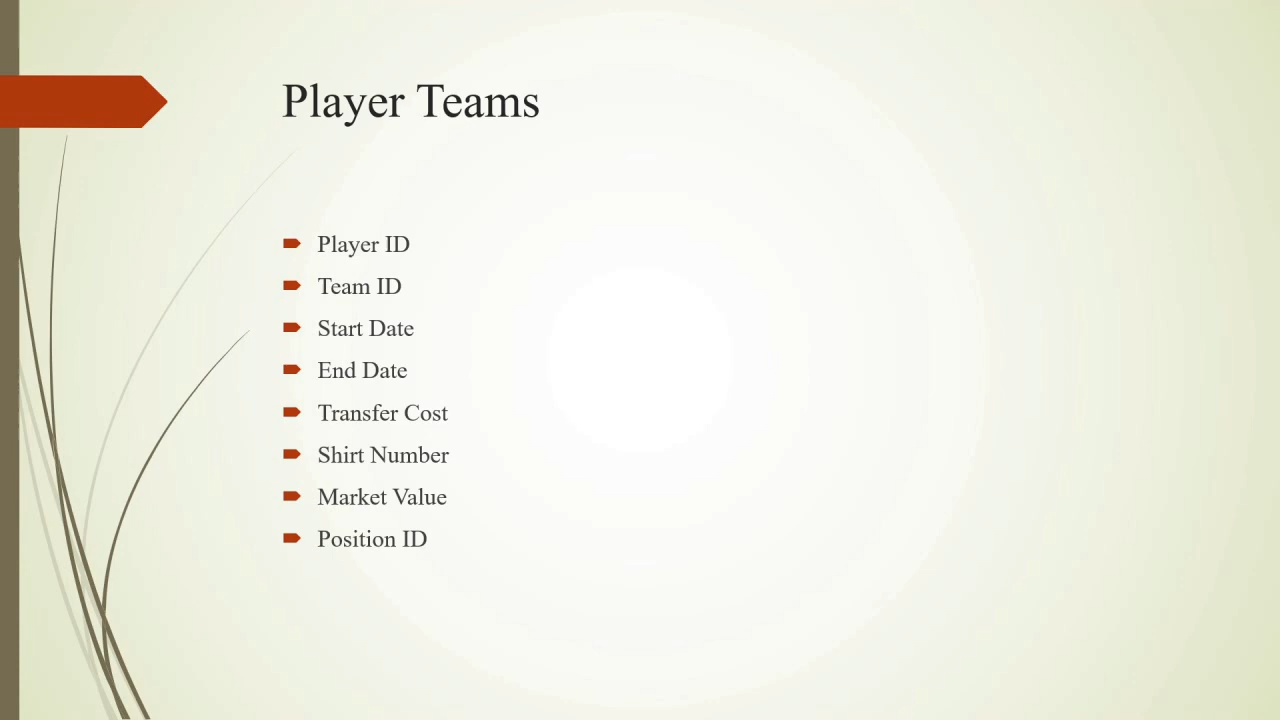 Player Teams
Player ID
Team ID
Start Date
End Date
Transfer Cost
Shirt Number
Market Value
Position ID